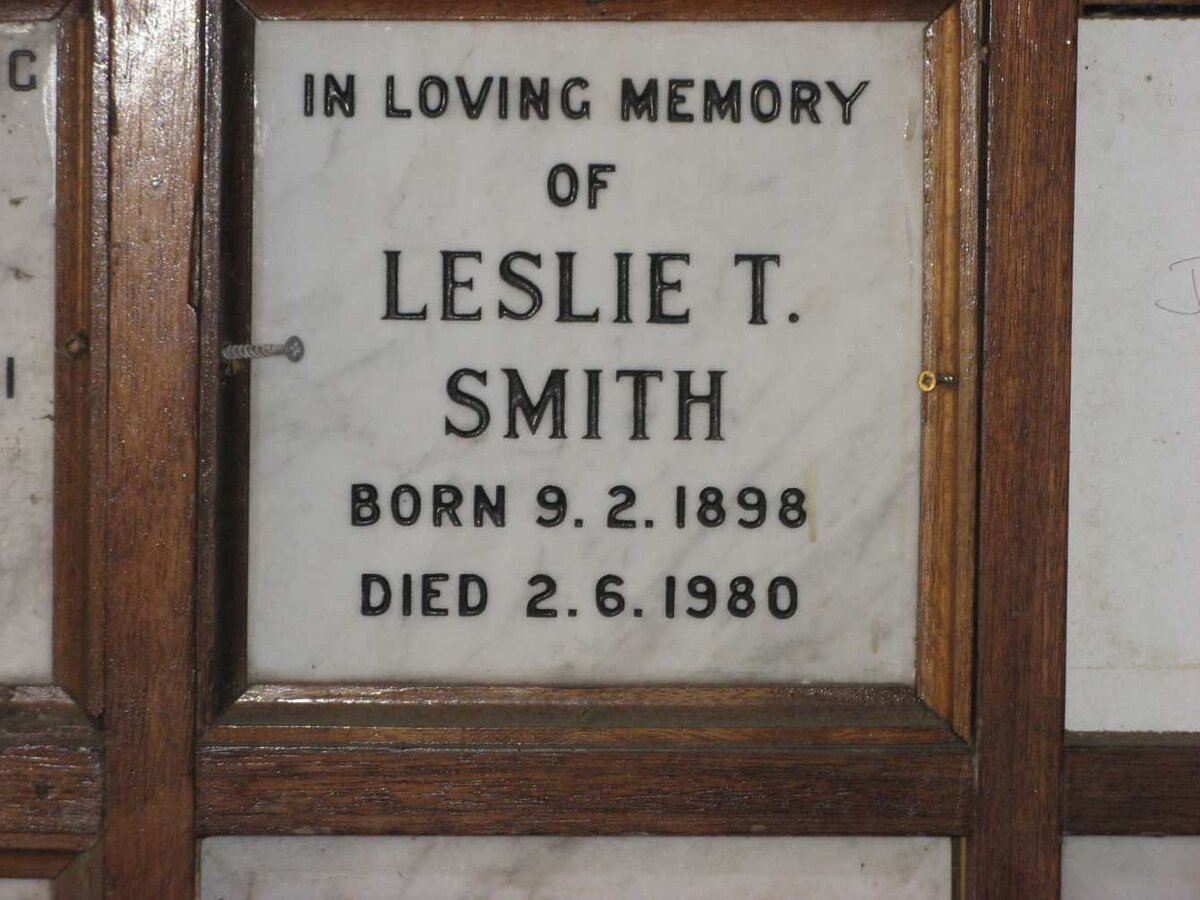 IN LOVING MEMORY
OF
LESLIE T.
SMITH
BORN 9. 2. 1898
DIED 2. 6. 1980